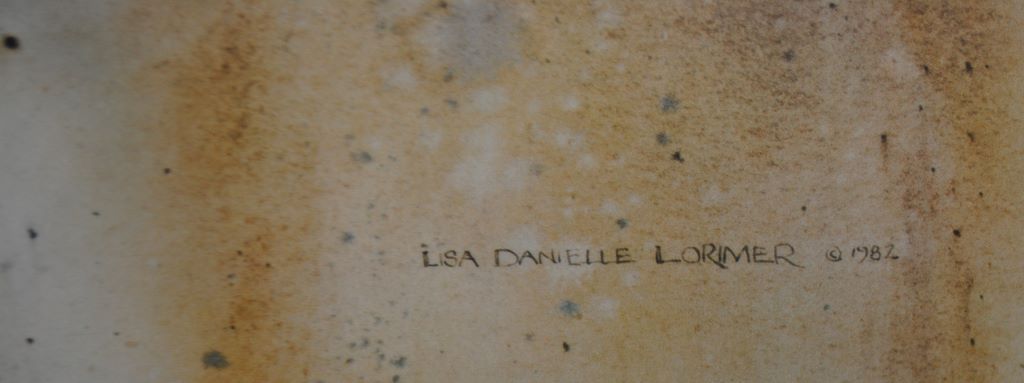 LISA DANIELLE LORIMER © 1982